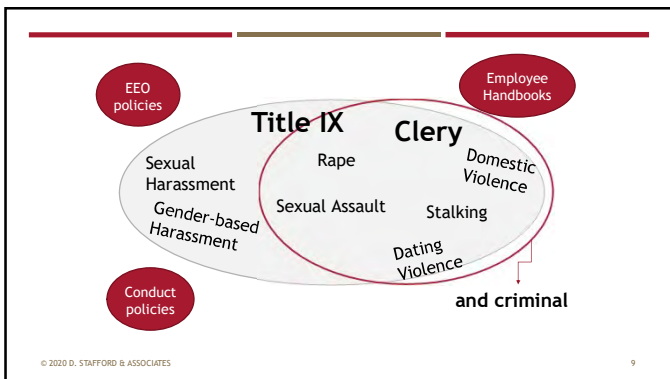 EEO
policies
Employee
Handbooks
Title IX
Clery
Sexual
Harassment
Rape
Domestic
Violence
Gender-based
Harassment
Sexual Assault
Stalking
Dating
Violence
Conduct
policies
and criminal
© 2020 D. STAFFORD & ASSOCIATES
9